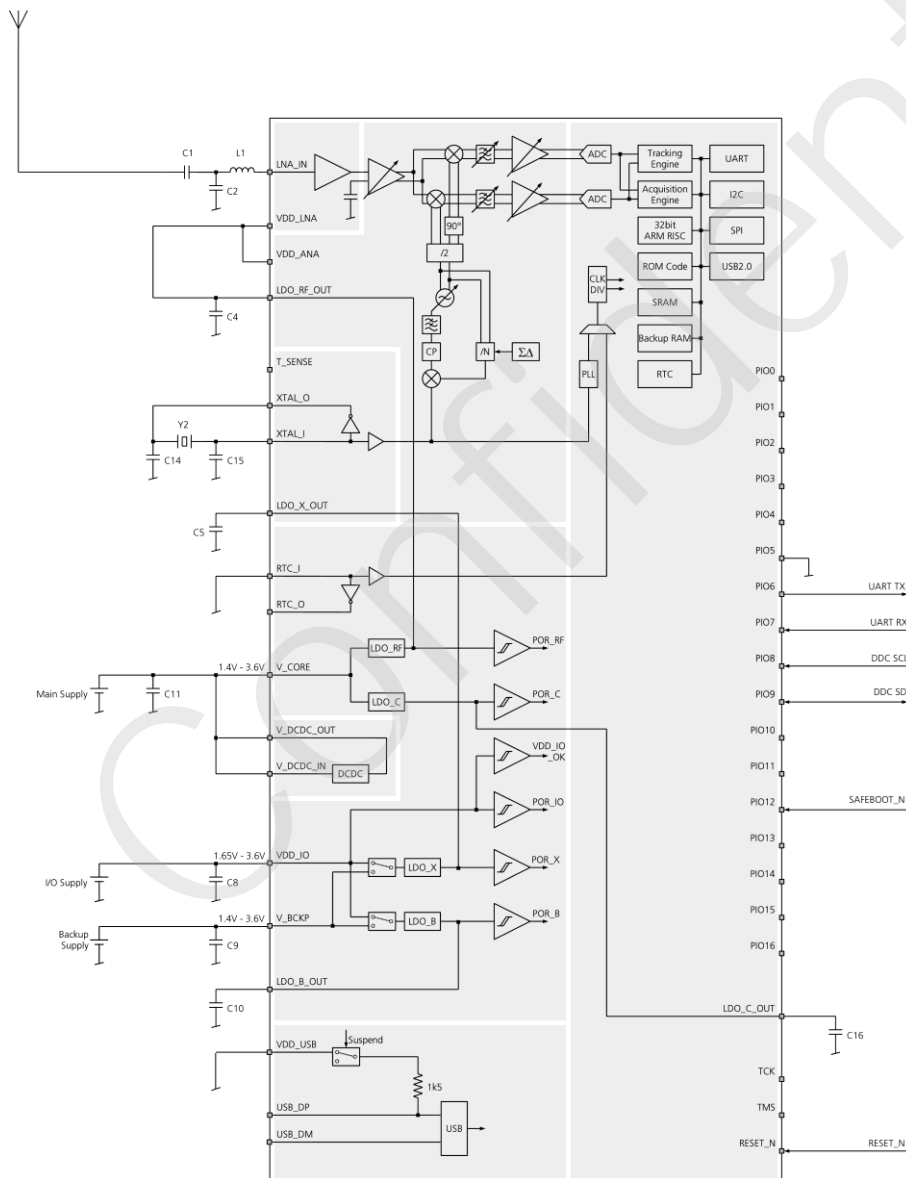 C1
L1
C2
LNA_IN
VDD_LNA
VDD_ANA
LDO_RF_OUT
C4
T_SENSE
XTAL_O
XTAL_I
Y2
C14
C15
LDO_X_OUT
C5
RTC_I
RTC_O
Main Supply
1.4V - 3.6V
V_CORE
C11
V_DCDC_OUT
V_DCDC_IN
DCDC
I/O Supply
1.65V - 3.6V
VDD_IO
C8
Backup
Supply
1.4V - 3.6V
V_BCKP
C9
LDO_B_OUT
C10
VDD_USB
Suspend
1k5
USB_DP
USB_DM
USB
90°
/2
CP
/N
ΣΔ
ADC
ADC
CLK
DIV
PLL
Tracking
Engine
UART
Acquisition
Engine
I2C
32bit
ARM RISC
SPI
ROM Code
USB2.0
SRAM
Backup RAM
RTC
LDO_RF
POR_RF
LDO_C
POR_C
VDD_IO
_OK
POR_IO
LDO_X
POR_X
LDO_B
POR_B
PIO0
PIO1
PIO2
PIO3
PIO4
PIO5
PIO6
UART TX
PIO7
UART RX
PIO8
DDC SCL
PIO9
DDC SD
PIO10
PIO11
PIO12
SAFEBOOT_N
PIO13
PIO14
PIO15
PIO16
LDO_C_OUT
C16
TCK
TMS
RESET_N
RESET_N
Confident